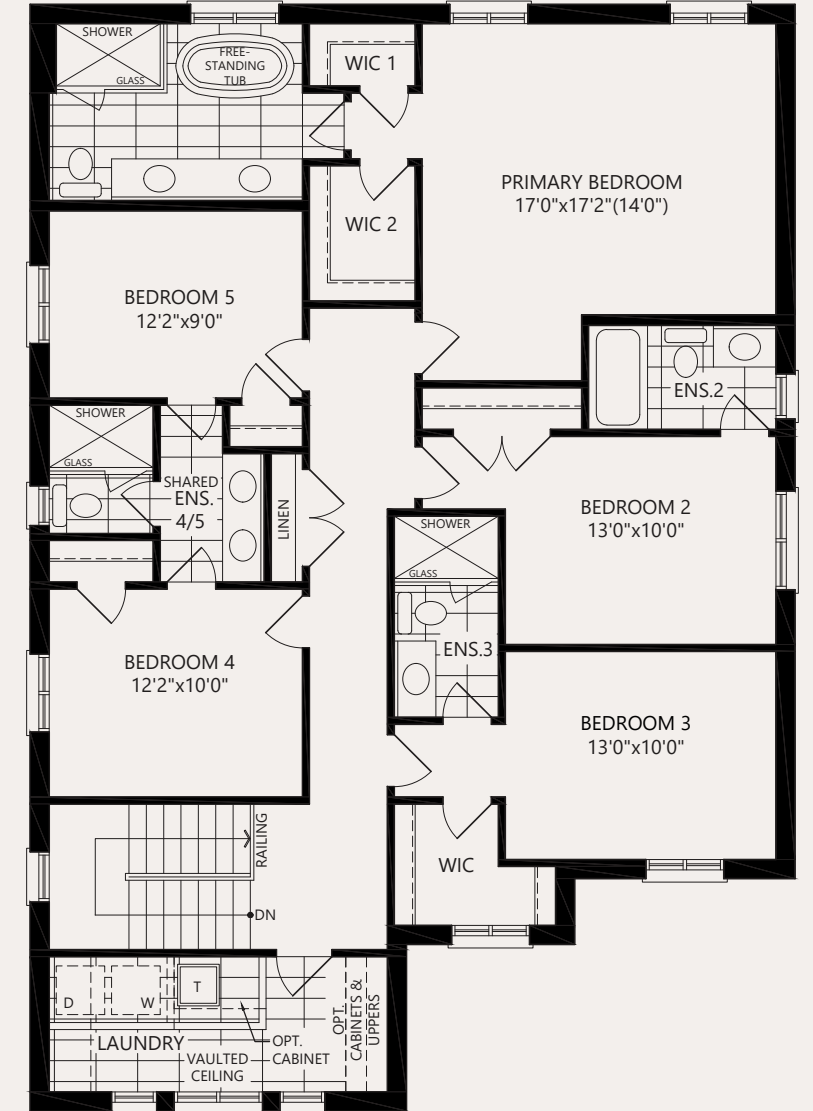 SHOWER
GLASS
FREE-
STANDING
TUB
WIC 1
PRIMARY BEDROOM
17'0"x17'2"(14'0")
WIC 2
BEDROOM 5
12'2"x9'0"
ENS.2
SHOWER
GLASS
SHARED
ENS.
4/5
LINEN
BEDROOM 2
13'0"x10'0"
SHOWER
GLASS
ENS.3
BEDROOM 4
12'2"x10'0"
BEDROOM 3
13'0"x10'0"
RAILING
WIC
DN
D
W
T
OPT.
CABINETS &
UPPERS
LAUNDRY
OPT.
CABINET
VAULTED
CEILING